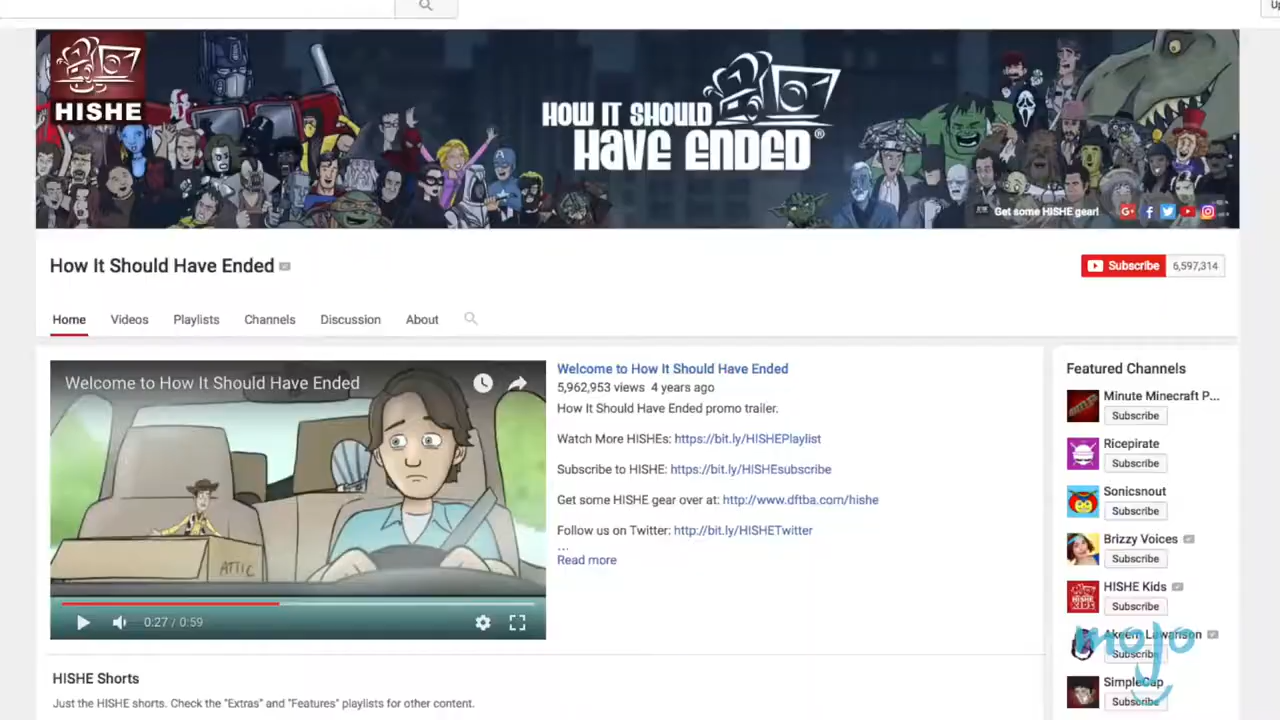 HISHE
HOW IT SHOULD
HAVE ENDED®
Get some HISHE gear!
How It Should Have Ended
Subscribe 6,597,314
Home Videos Playlists Channels Discussion About
Welcome to How It Should Have Ended
ATTIC
0:27 / 0:59
Welcome to How It Should Have Ended
5,962,953 views 4 years ago
How It Should Have Ended promo trailer.
Watch More HISHEs: https://bit.ly/HISHEPlaylist
Subscribe to HISHE: https://bit.ly/HISHEsubscribe
Get some HISHE gear over at: http://www.dftba.com/hishe
Follow us on Twitter: http://bit.ly/HISHETwitter
...
Read more
Featured Channels
Minute Minecraft P...
Subscribe
Ricepirate
Subscribe
Sonicsnout
Subscribe
Brizzy Voices
Subscribe
HISHE Kids
Subscribe
Akeem Lawanson
Subscribe
SimpleCap
Subscribe
mojo
HISHE Shorts
Just the HISHE shorts. Check the "Extras" and "Features" playlists for other content.